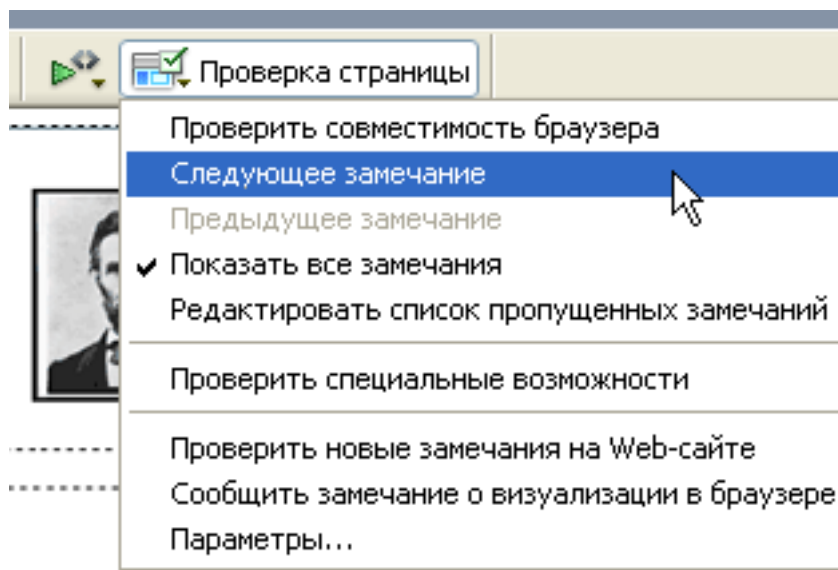 Проверка страницы
Проверить совместимость браузера
Следующее замечание
Предыдущее замечание
Показать все замечания
Редактировать список пропущенных замечаний
Проверить специальные возможности
Проверить новые замечания на Web-сайте
Сообщить замечание о визуализации в браузере
Параметры...